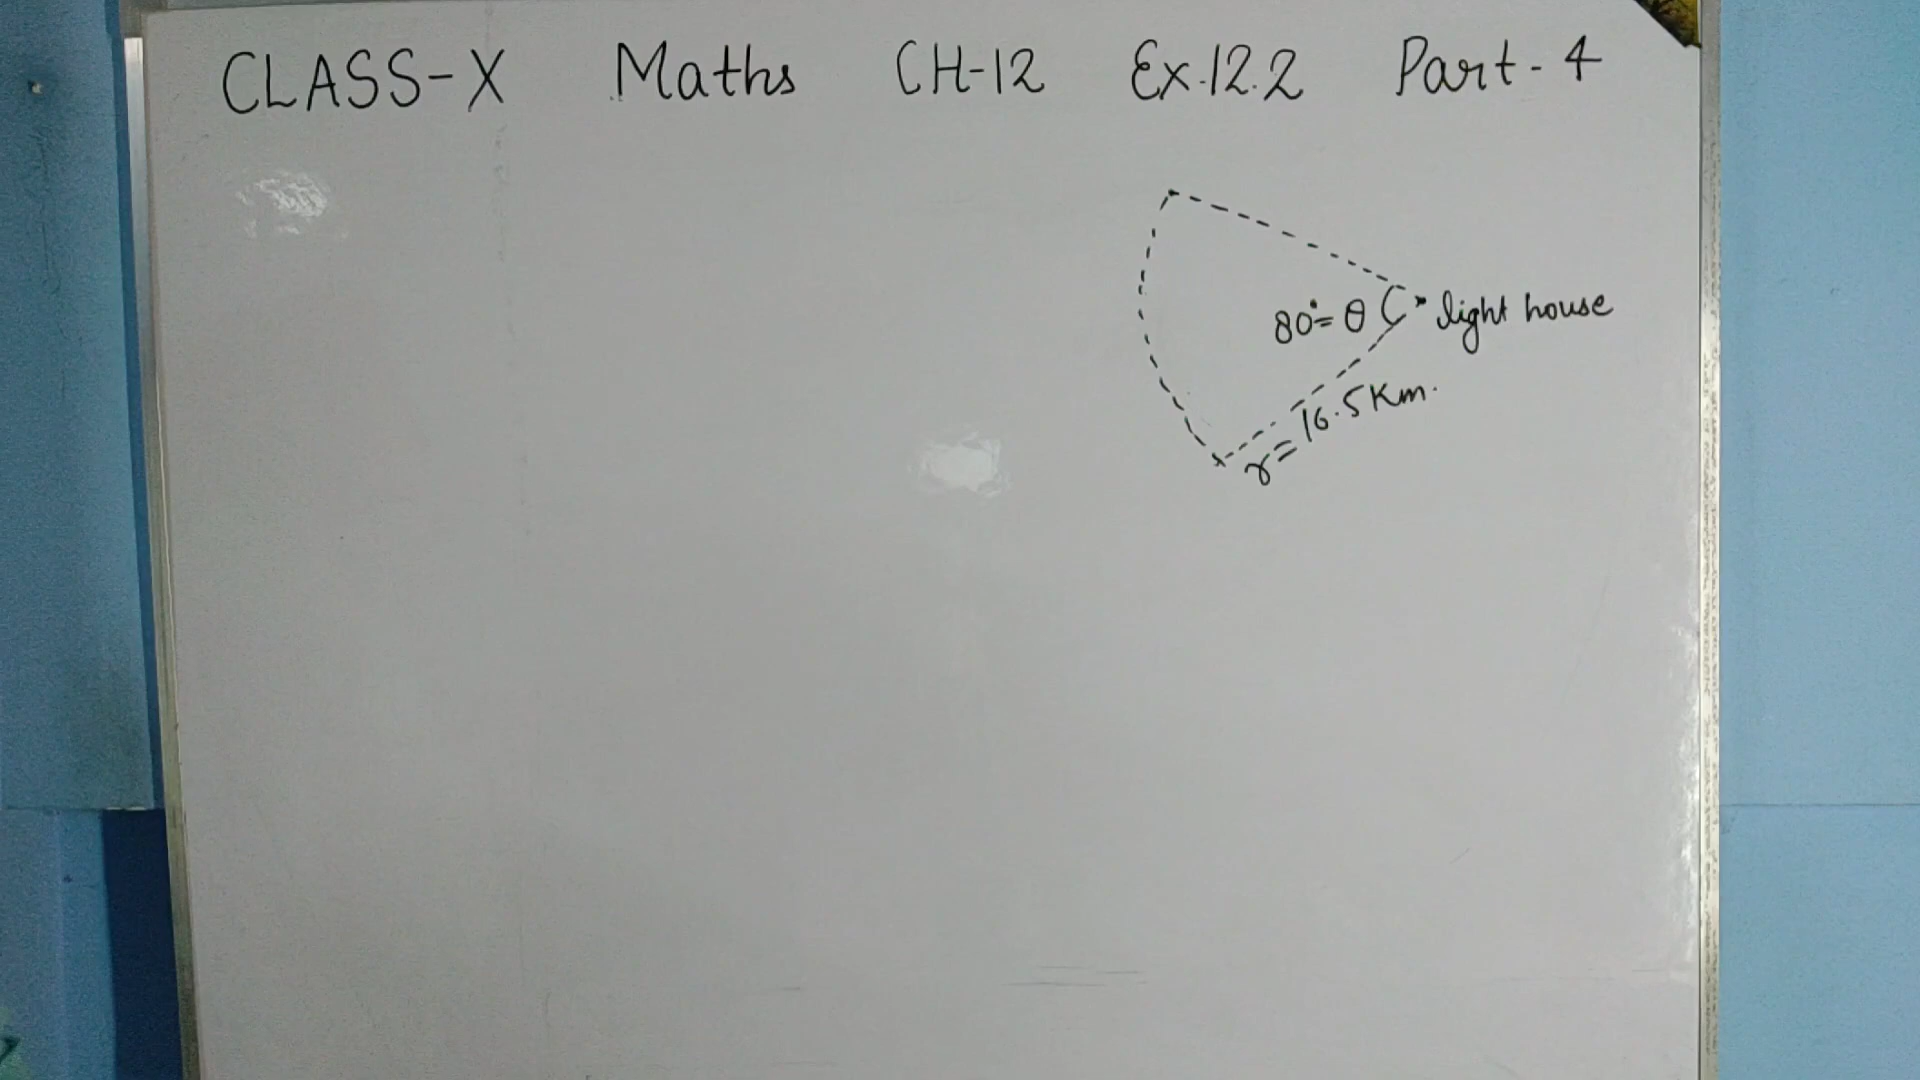 CLASS-X Maths CH-12 Ex.12.2 Part-4
80°= θ light house
r= 16.5 Km.